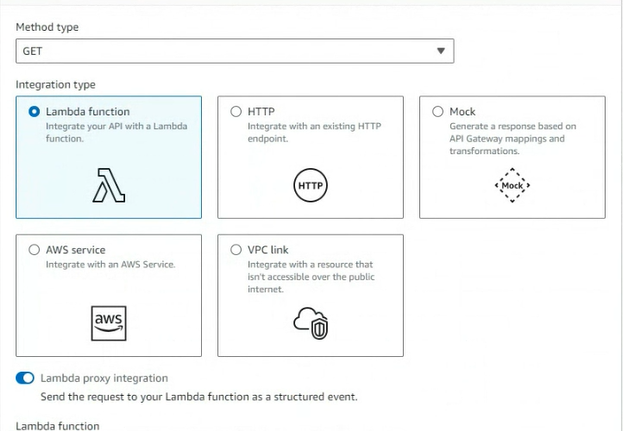 Method type
GET
Integration type
Lambda function
Integrate your API with a Lambda
function.
HTTP
Integrate with an existing HTTP
endpoint.
HTTP
Mock
Generate a response based on
API Gateway mappings and
transformations.
Mock
AWS service
Integrate with an AWS Service.
aws
VPC link
Integrate with a resource that
isn't accessible over the public
internet.
Lambda proxy integration
Send the request to your Lambda function as a structured event.
Lambda function